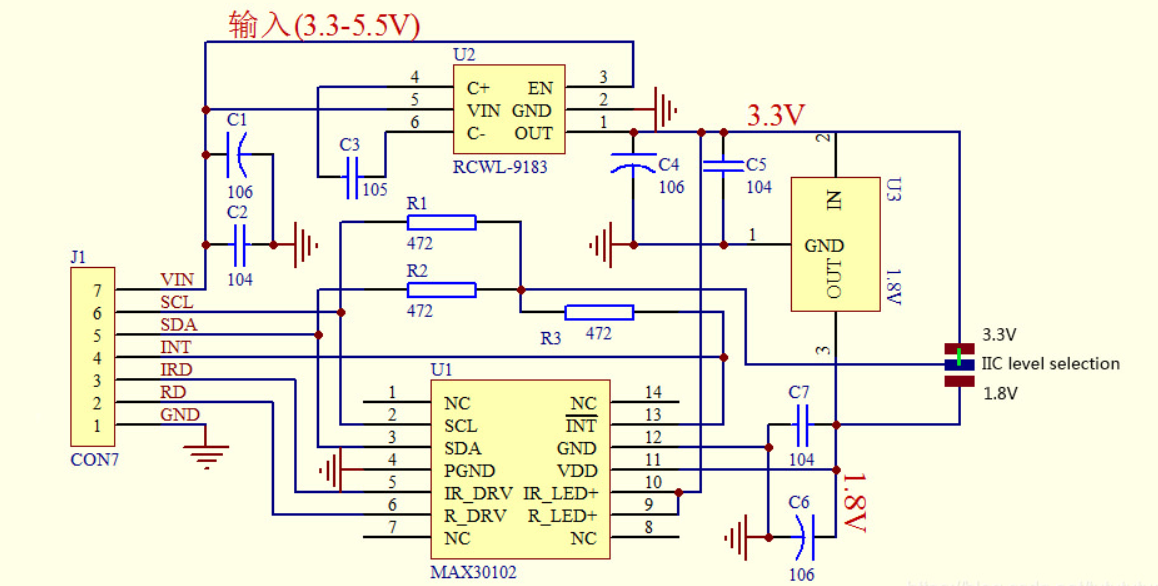 输入(3.3-5.5V)
U2
4 C+ EN 3
5 VIN GND 2
6 C- OUT 1
RCWL-9183
C1
106
C2
104
C3
105
3.3V
C4
106
C5
104
2
IN
U3
1 GND
OUT
1.8V
3
R1
472
R2
472
R3
472
J1
7 VIN
6 SCL
5 SDA
4 INT
3 IRD
2 RD
1 GND
CON7
3.3V
IIC level selection
1.8V
U1
1 NC NC 14
2 SCL INT 13
3 SDA GND 12
4 PGND VDD 11
5 IR_DRV IR_LED+ 10
6 R_DRV R_LED+ 9
7 NC NC 8
MAX30102
C7
104
1.8V
C6
106